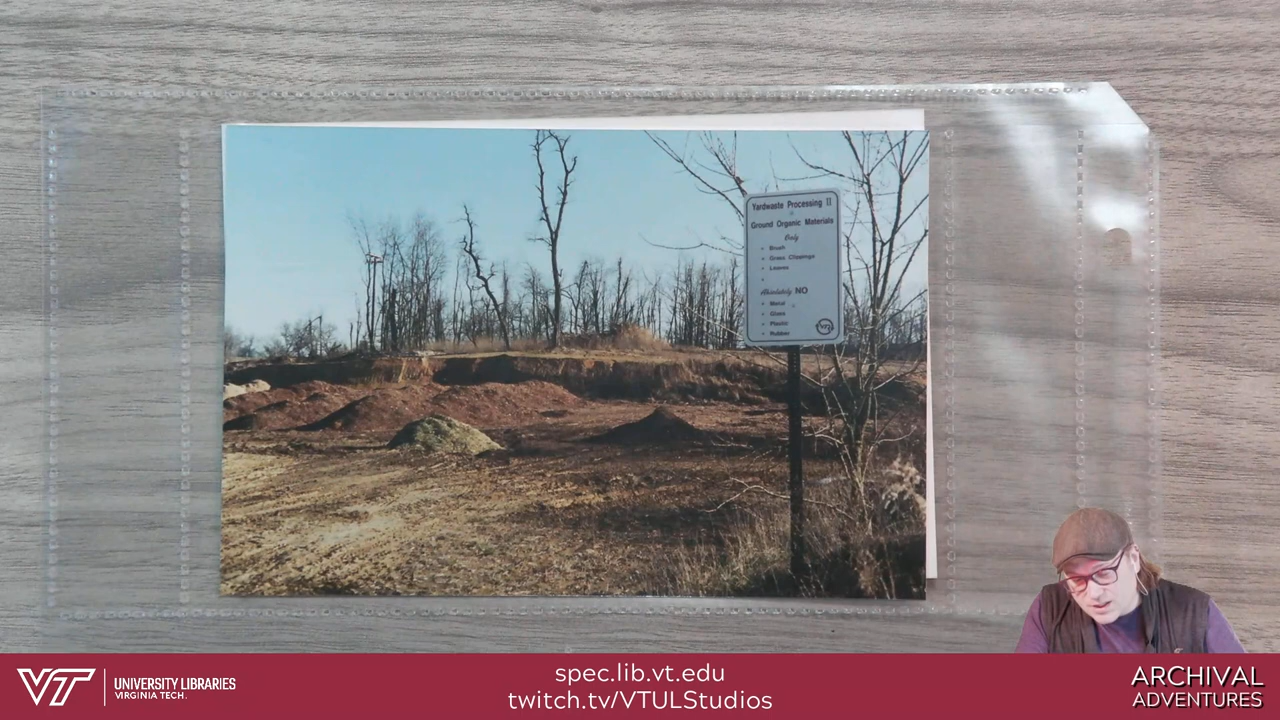 Yardwaste Processing II
Ground Organic Materials
Only
Brush
Grass Clippings
Leaves
Absolutely NO
Metal
Glass
Plastic
Rubber
VT
UNIVERSITY LIBRARIES
VIRGINIA TECH.
spec.lib.vt.edu
twitch.tv/VTULStudios
ARCHIVAL
ADVENTURES